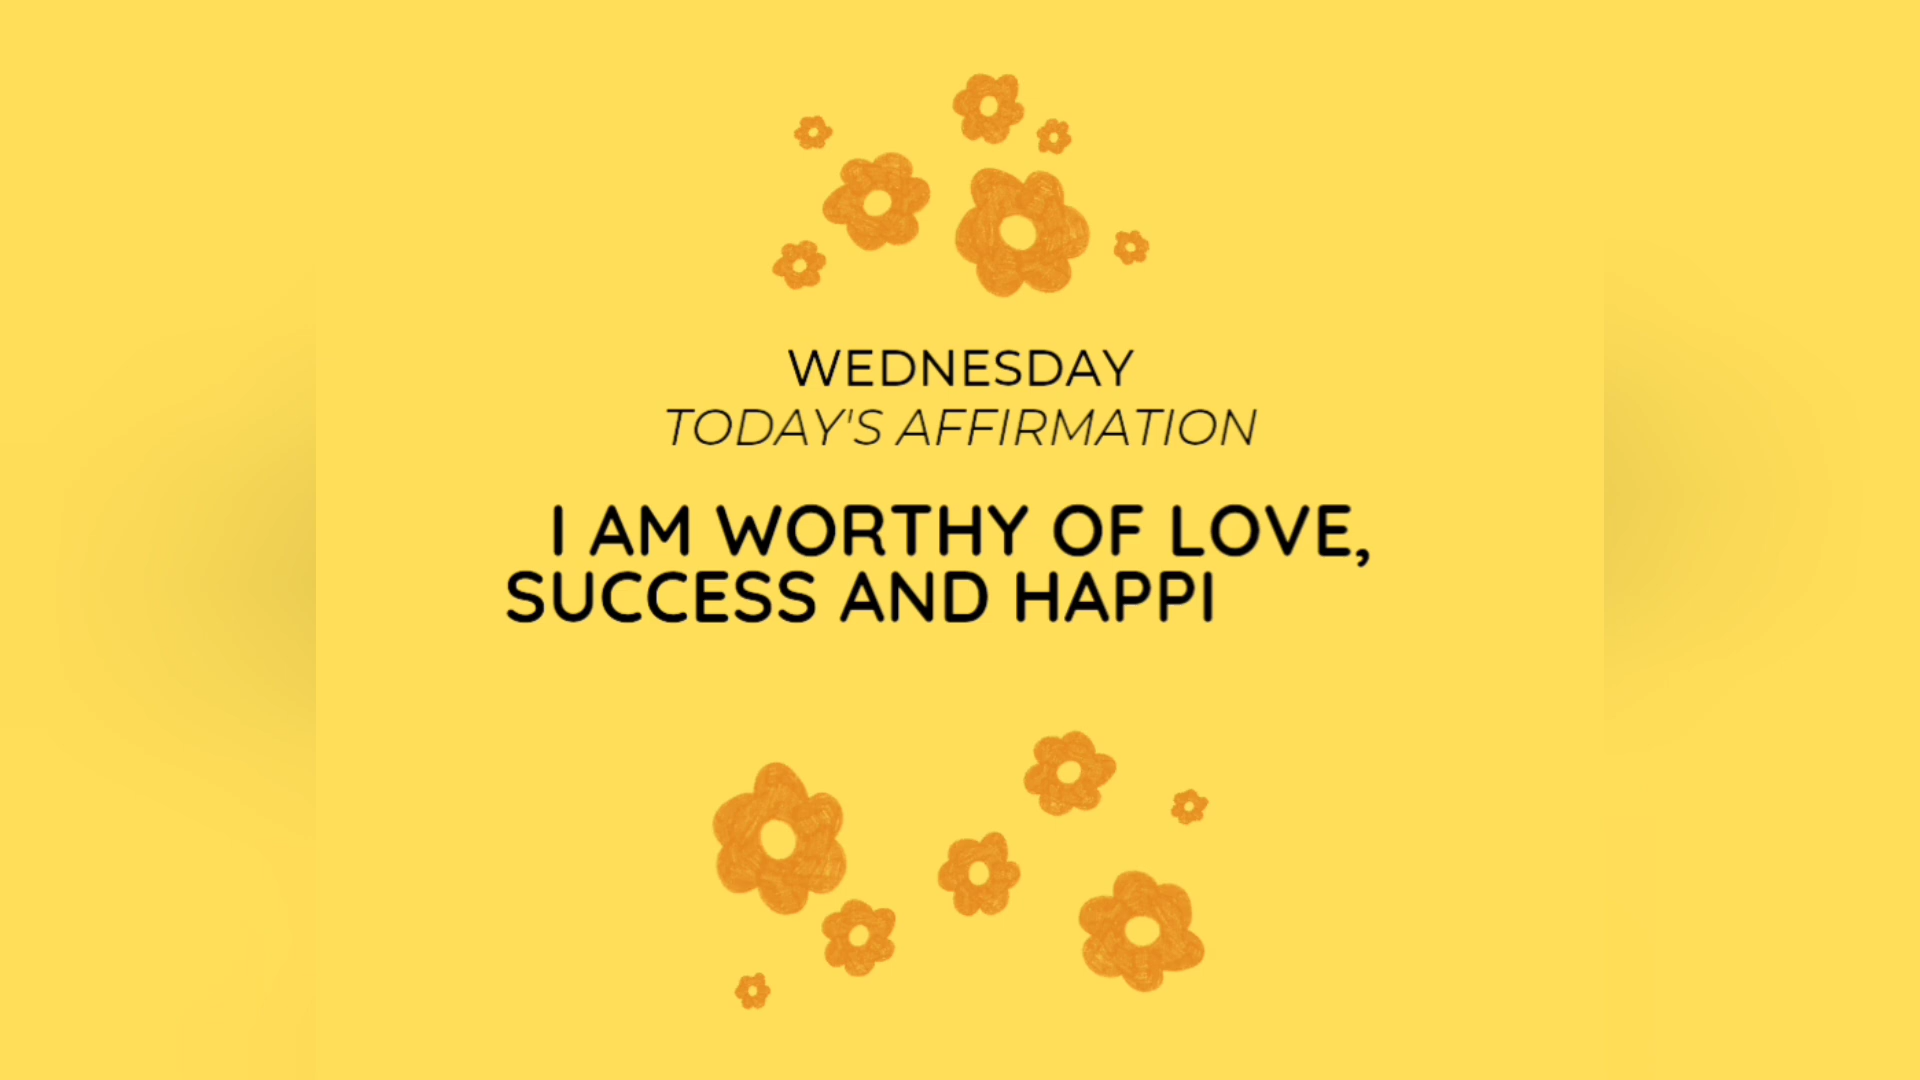 WEDNESDAY
TODAY'S AFFIRMATION
I AM WORTHY OF LOVE,
SUCCESS AND HAPPI